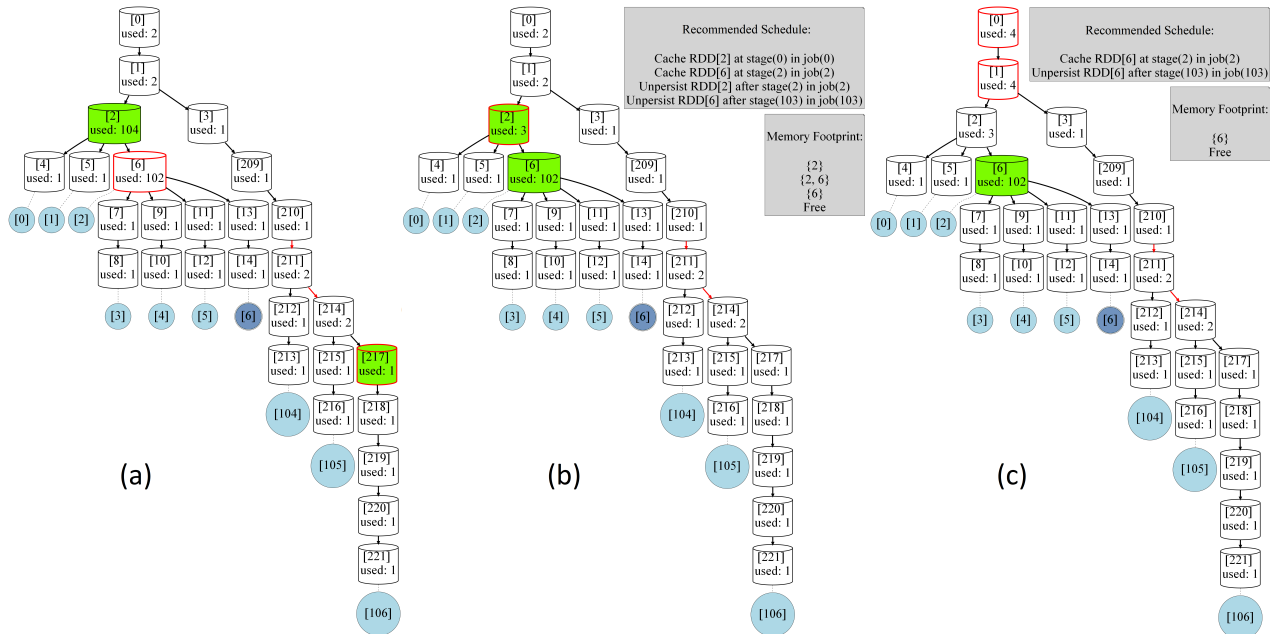 [0]
used: 2
[1]
used: 2
[2]
used: 104
[3]
used: 1
[4]
used: 1
[5]
used: 1
[6]
used: 102
[209]
used: 1
[0]
[1]
[2]
[7]
used: 1
[9]
used: 1
[11]
used: 1
[13]
used: 1
[210]
used: 1
[8]
used: 1
[10]
used: 1
[12]
used: 1
[14]
used: 1
[211]
used: 2
[3]
[4]
[5]
[6]
[212]
used: 1
[214]
used: 2
[213]
used: 1
[215]
used: 1
[217]
used: 1
[104]
[216]
used: 1
[218]
used: 1
[105]
[219]
used: 1
[220]
used: 1
[221]
used: 1
[106]
(a)
[0]
used: 2
[1]
used: 2
[2]
used: 3
[3]
used: 1
[4]
used: 1
[5]
used: 1
[6]
used: 102
[209]
used: 1
[0]
[1]
[2]
[7]
used: 1
[9]
used: 1
[11]
used: 1
[13]
used: 1
[210]
used: 1
[8]
used: 1
[10]
used: 1
[12]
used: 1
[14]
used: 1
[211]
used: 2
[3]
[4]
[5]
[6]
[212]
used: 1
[214]
used: 2
[213]
used: 1
[215]
used: 1
[217]
used: 1
[104]
[216]
used: 1
[218]
used: 1
[105]
[219]
used: 1
[220]
used: 1
[221]
used: 1
[106]
(b)
Recommended Schedule:
Cache RDD[2] at stage(0) in job(0)
Cache RDD[6] at stage(2) in job(2)
Unpersist RDD[2] after stage(2) in job(2)
Unpersist RDD[6] after stage(103) in job(103)
Memory Footprint:
{2}
{2, 6}
{6}
Free
[0]
used: 4
[1]
used: 4
[2]
used: 3
[3]
used: 1
[4]
used: 1
[5]
used: 1
[6]
used: 102
[209]
used: 1
[0]
[1]
[2]
[7]
used: 1
[9]
used: 1
[11]
used: 1
[13]
used: 1
[210]
used: 1
[8]
used: 1
[10]
used: 1
[12]
used: 1
[14]
used: 1
[211]
used: 2
[3]
[4]
[5]
[6]
[212]
used: 1
[214]
used: 2
[213]
used: 1
[215]
used: 1
[217]
used: 1
[104]
[216]
used: 1
[218]
used: 1
[105]
[219]
used: 1
[220]
used: 1
[221]
used: 1
[106]
(c)
Recommended Schedule:
Cache RDD[6] at stage(2) in job(2)
Unpersist RDD[6] after stage(103) in job(103)
Memory Footprint:
{6}
Free